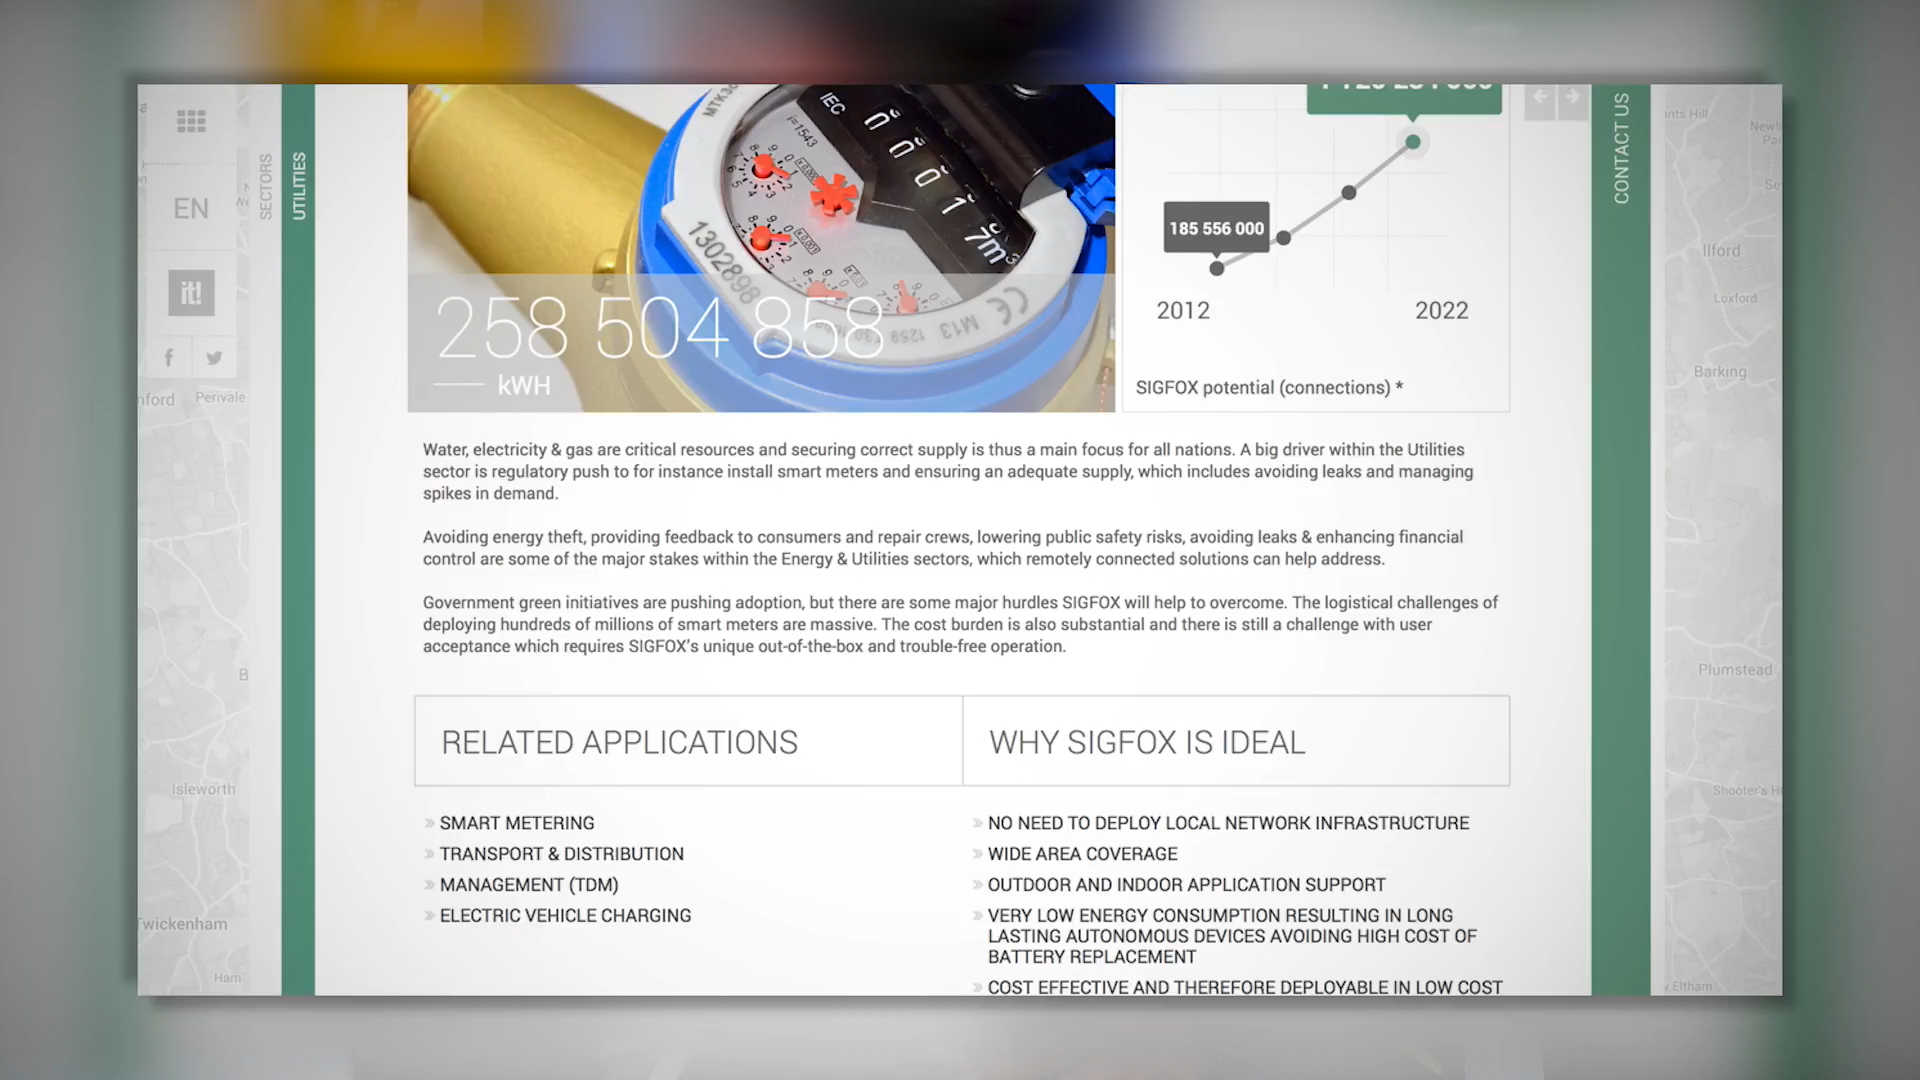 EN
it!
SECTORS
UTILITIES
CONTACT US
IEC
i=1543
1302898
M13
1259
7m³
258 504 858
kWH
185 556 000
2012
2022
SIGFOX potential (connections) *
Water, electricity & gas are critical resources and securing correct supply is thus a main focus for all nations. A big driver within the Utilities
sector is regulatory push to for instance install smart meters and ensuring an adequate supply, which includes avoiding leaks and managing
spikes in demand.
Avoiding energy theft, providing feedback to consumers and repair crews, lowering public safety risks, avoiding leaks & enhancing financial
control are some of the major stakes within the Energy & Utilities sectors, which remotely connected solutions can help address.
Government green initiatives are pushing adoption, but there are some major hurdles SIGFOX will help to overcome. The logistical challenges of
deploying hundreds of millions of smart meters are massive. The cost burden is also substantial and there is still a challenge with user
acceptance which requires SIGFOX's unique out-of-the-box and trouble-free operation.
RELATED APPLICATIONS
WHY SIGFOX IS IDEAL
» SMART METERING
» TRANSPORT & DISTRIBUTION
» MANAGEMENT (TDM)
» ELECTRIC VEHICLE CHARGING
» NO NEED TO DEPLOY LOCAL NETWORK INFRASTRUCTURE
» WIDE AREA COVERAGE
» OUTDOOR AND INDOOR APPLICATION SUPPORT
» VERY LOW ENERGY CONSUMPTION RESULTING IN LONG
LASTING AUTONOMOUS DEVICES AVOIDING HIGH COST OF
BATTERY REPLACEMENT
» COST EFFECTIVE AND THEREFORE DEPLOYABLE IN LOW COST
Perivale
Isleworth
Twickenham
Ham
Ilford
Loxford
Barking
Plumstead
Shooter's
Eltham